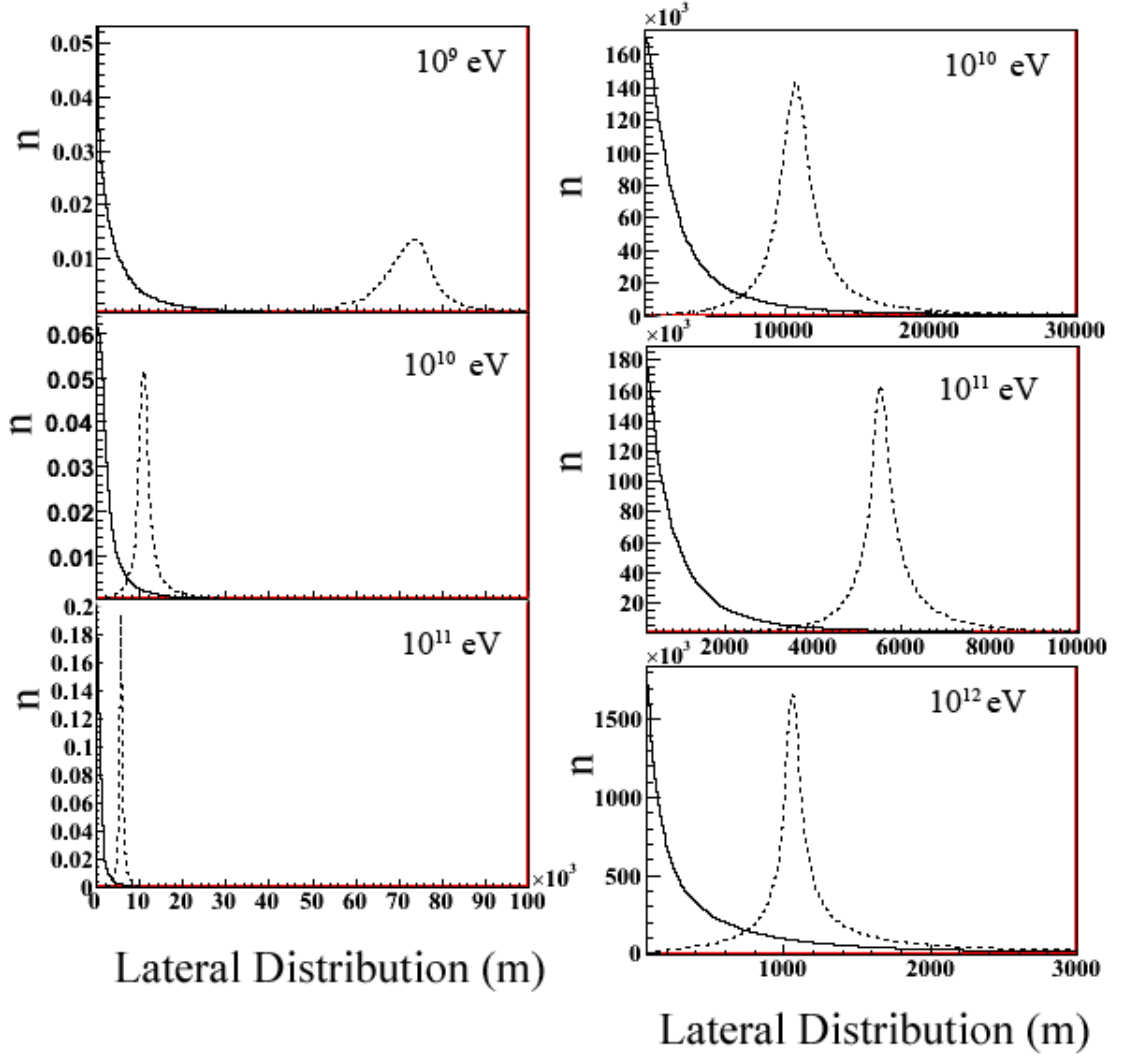 n
10⁹ eV
0.05
0.04
0.03
0.02
0.01
n
10¹⁰ eV
0.06
0.05
0.04
0.03
0.02
0.01
n
10¹¹ eV
0.2
0.18
0.16
0.14
0.12
0.1
0.08
0.06
0.04
0.02
0
0 10 20 30 40 50 60 70 80 90 100
×10³
Lateral Distribution (m)
×10³
n
10¹⁰ eV
160
140
120
100
80
60
40
20
0
10000 20000 30000
×10³
n
10¹¹ eV
180
160
140
120
100
80
60
40
20
2000 4000 6000 8000 10000
×10³
n
10¹² eV
1500
1000
500
0
1000 2000 3000
Lateral Distribution (m)